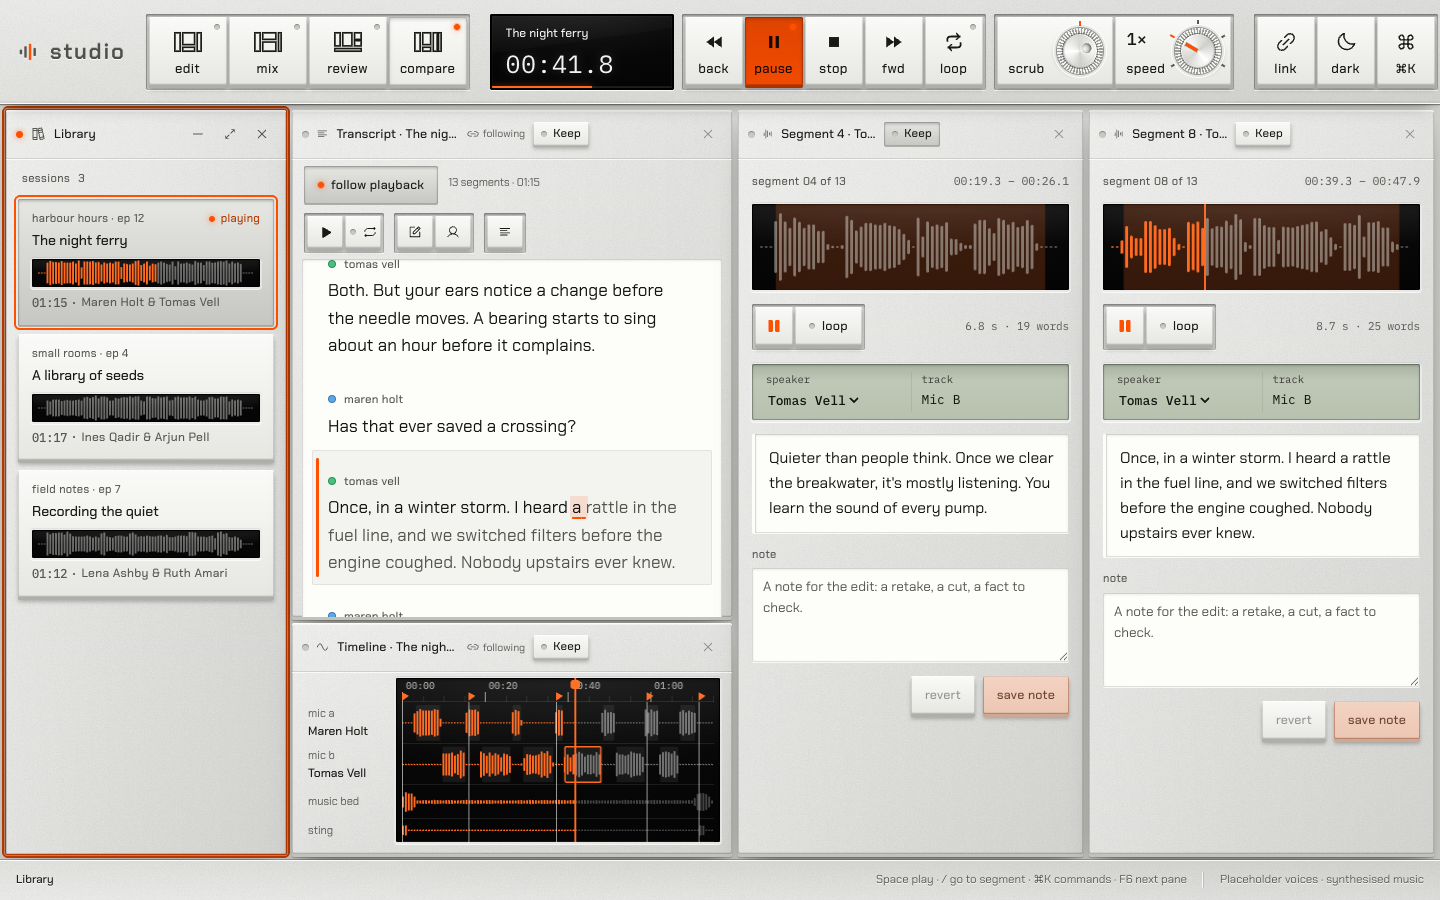 studio
edit
mix
review
compare
The night ferry
00:41.8
back
pause
stop
fwd
loop
scrub
1×
speed
link
dark
⌘K
Library
sessions 3
harbour hours · ep 12
playing
The night ferry
01:15 · Maren Holt & Tomas Vell
small rooms · ep 4
A library of seeds
01:17 · Ines Qadir & Arjun Pell
field notes · ep 7
Recording the quiet
01:12 · Lena Ashby & Ruth Amari
Transcript · The nig...
following
Keep
follow playback
13 segments · 01:15
tomas vell
Both. But your ears notice a change before
the needle moves. A bearing starts to sing
about an hour before it complains.
maren holt
Has that ever saved a crossing?
tomas vell
Once, in a winter storm. I heard a rattle in the
fuel line, and we switched filters before the
engine coughed. Nobody upstairs ever knew.
maren holt
Timeline · The nigh...
following
Keep
00:00
00:20
0:40
01:00
mic a
Maren Holt
mic b
Tomas Vell
music bed
sting
Segment 4 · To...
Keep
segment 04 of 13
00:19.3 – 00:26.1
loop
6.8 s · 19 words
speaker
Tomas Vell
track
Mic B
Quieter than people think. Once we clear
the breakwater, it's mostly listening. You
learn the sound of every pump.
note
A note for the edit: a retake, a cut, a fact to
check.
revert
save note
Segment 8 · To...
Keep
segment 08 of 13
00:39.3 – 00:47.9
loop
8.7 s · 25 words
speaker
Tomas Vell
track
Mic B
Once, in a winter storm. I heard a rattle
in the fuel line, and we switched filters
before the engine coughed. Nobody
upstairs ever knew.
note
A note for the edit: a retake, a cut, a fact to
check.
revert
save note
Library
Space play · / go to segment · ⌘K commands · F6 next pane
Placeholder voices · synthesised music